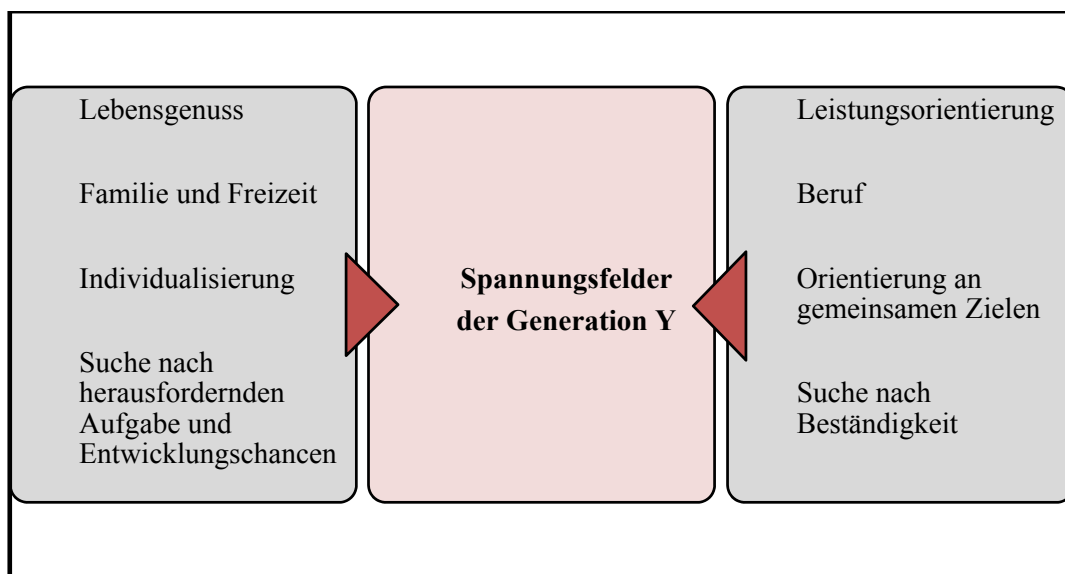 Lebensgenuss
Familie und Freizeit
Individualisierung
Suche nach
herausfordernden
Aufgabe und
Entwicklungschancen
Spannungsfelder
der Generation Y
Leistungsorientierung
Beruf
Orientierung an
gemeinsamen Zielen
Suche nach
Beständigkeit